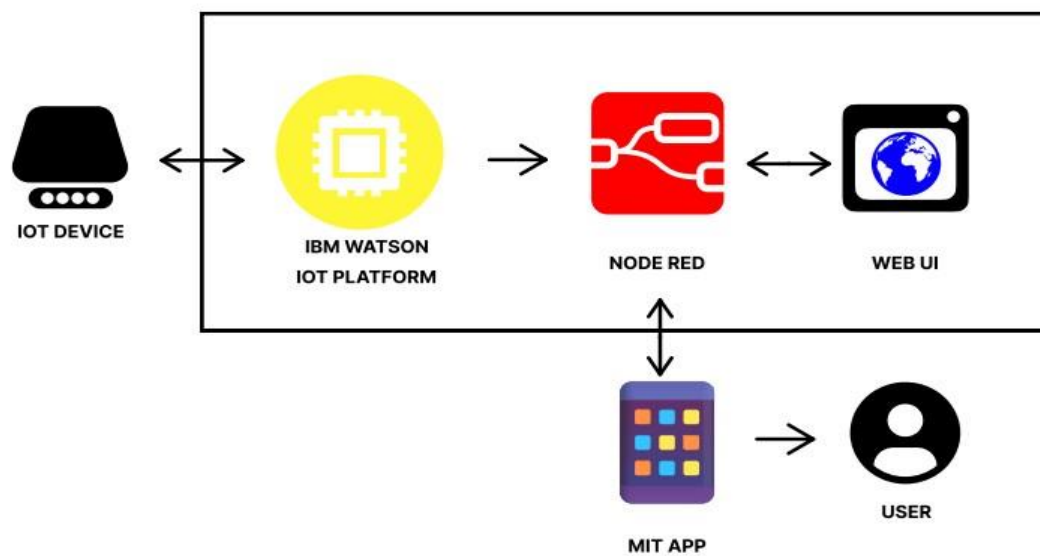 IOT DEVICE
IBM WATSON
IOT PLATFORM
NODE RED
WEB UI
MIT APP
USER